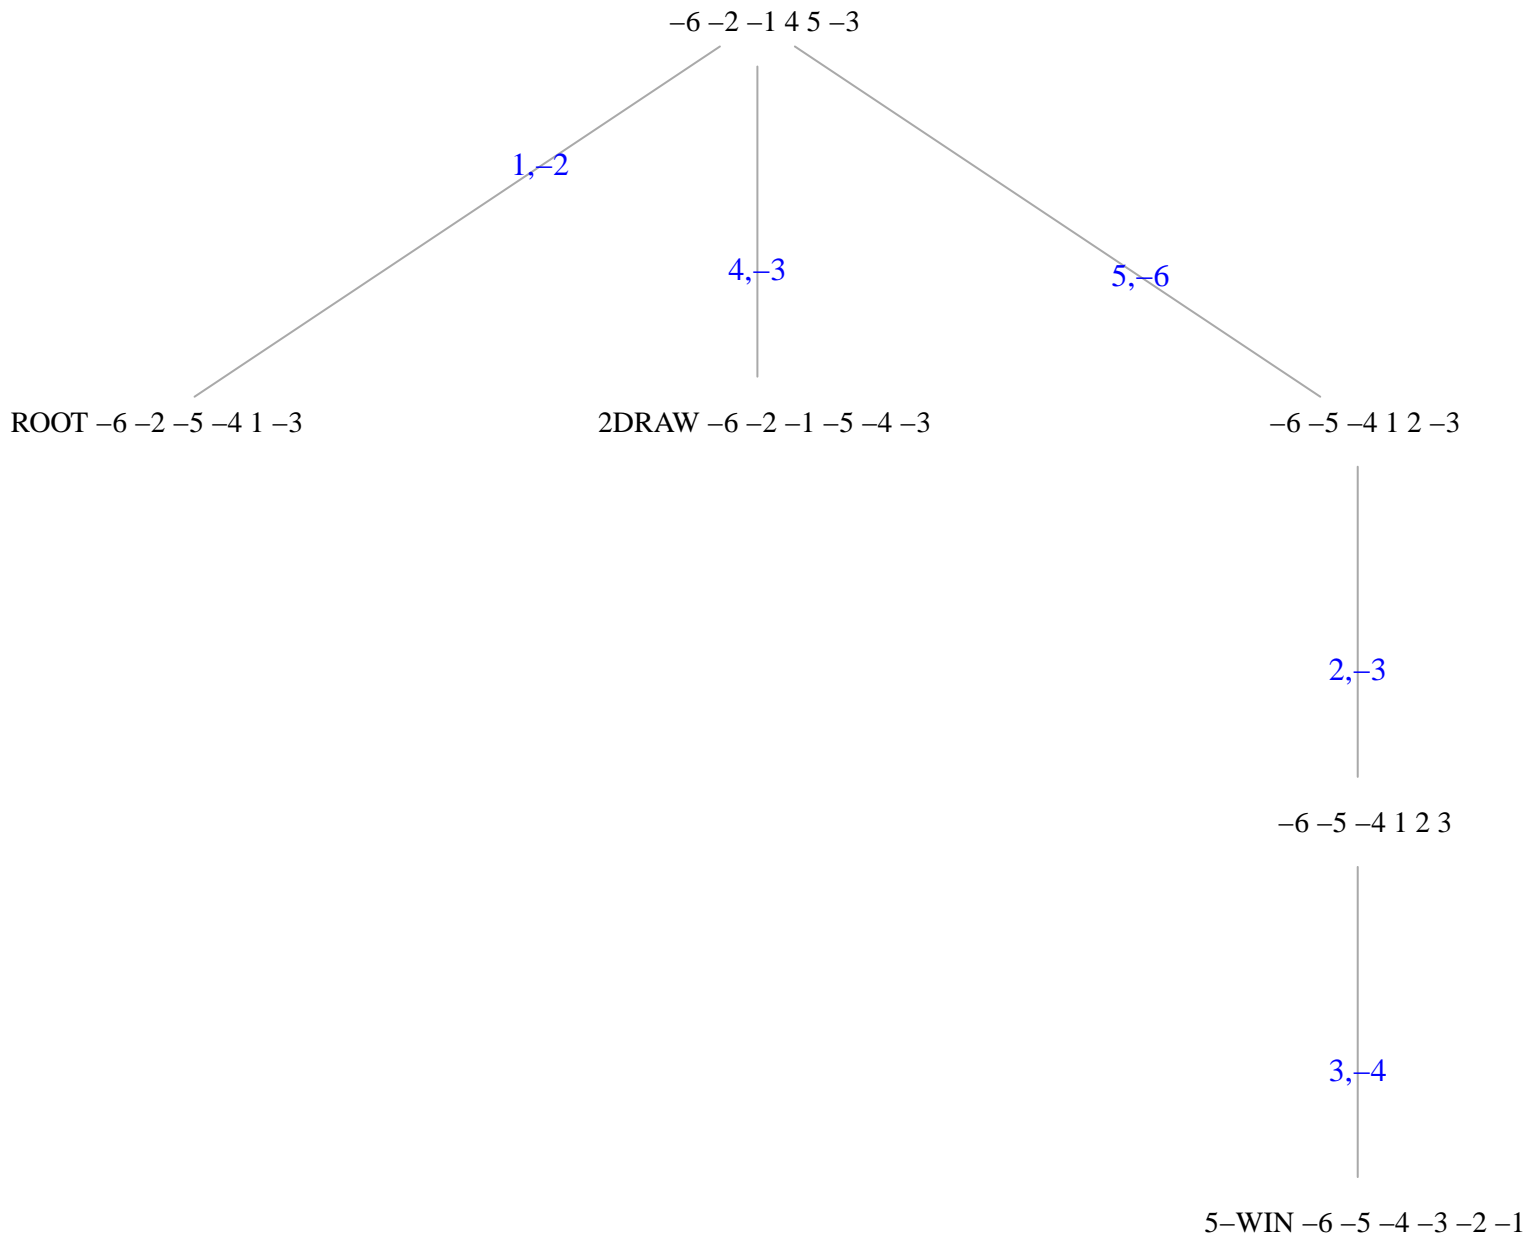 −6 −2 −1 4 5 −3
1,−2
4,−3
5,−6
ROOT −6 −2 −5 −4 1 −3
2DRAW −6 −2 −1 −5 −4 −3
−6 −5 −4 1 2 −3
2,−3
−6 −5 −4 1 2 3
3,−4
5−WIN −6 −5 −4 −3 −2 −1